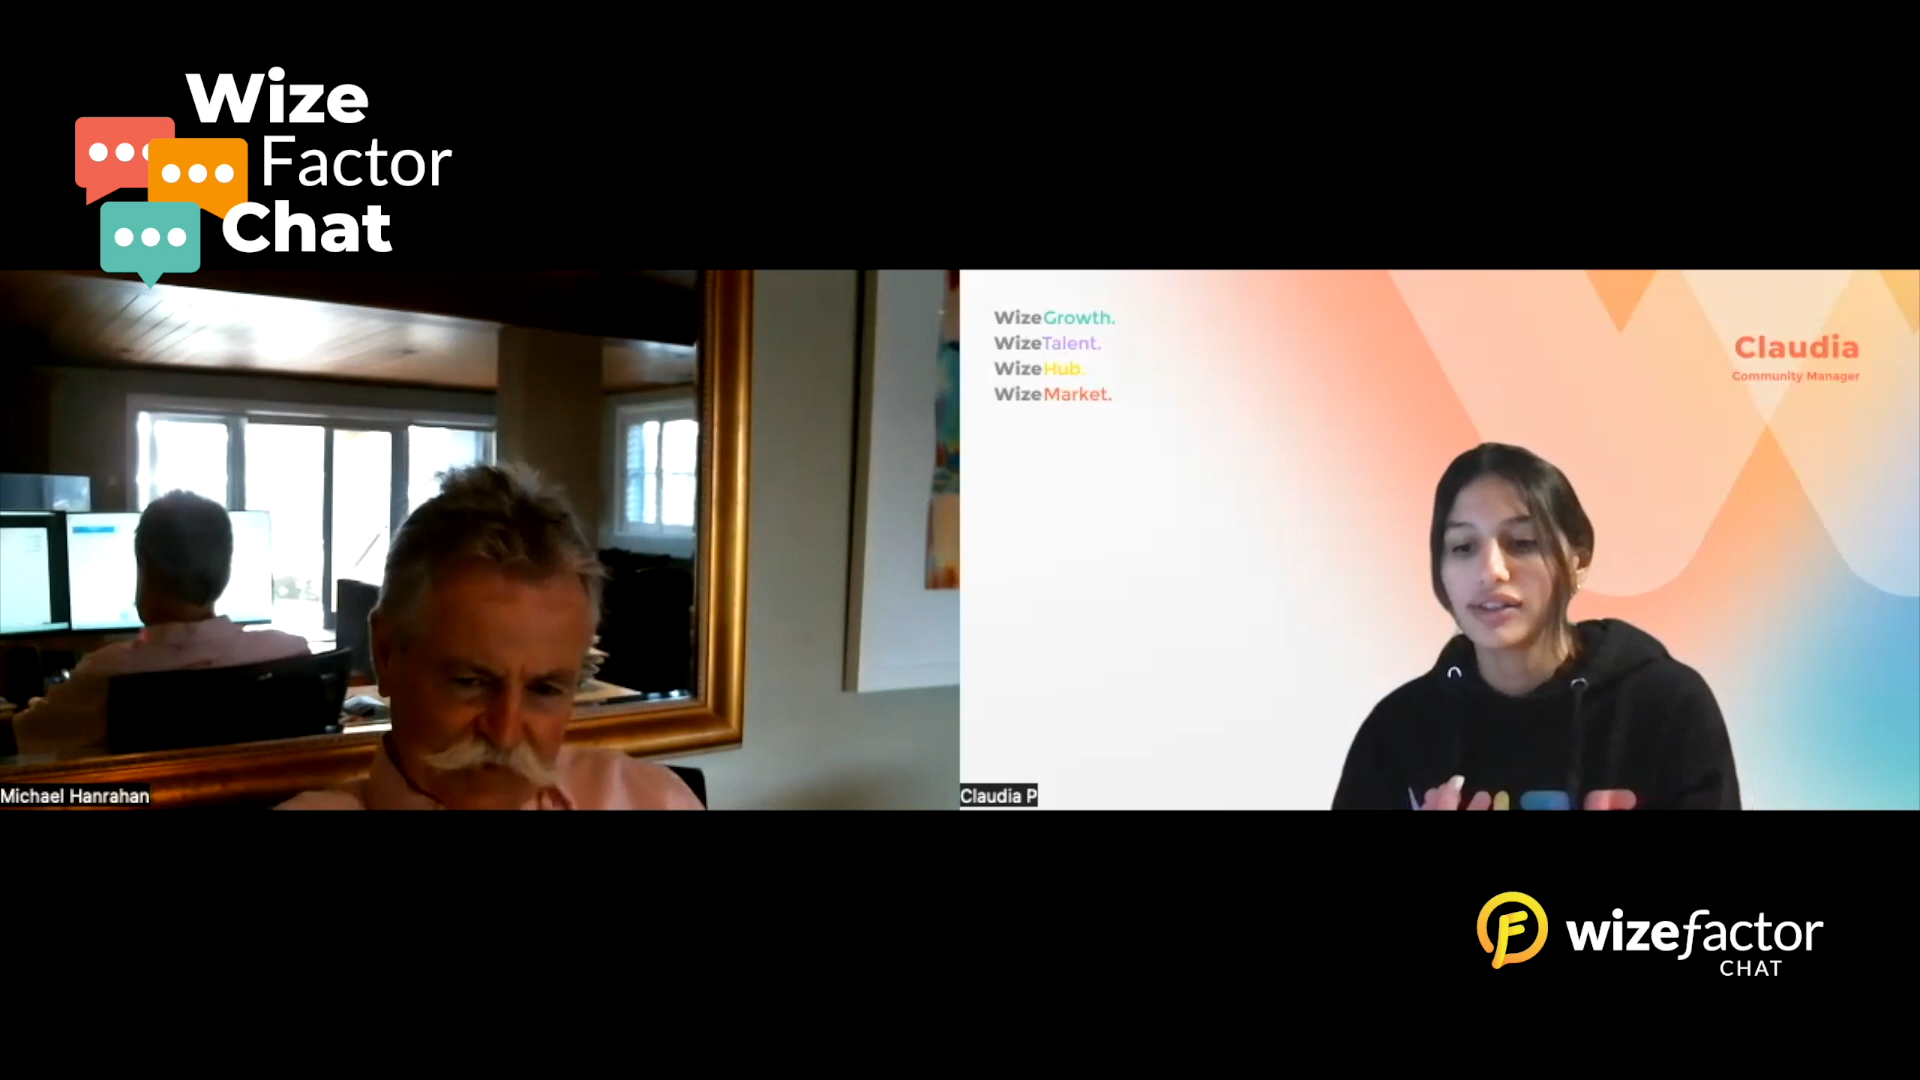 Wize
Factor
Chat
WizeGrowth.
WizeTalent.
WizeHub.
WizeMarket.
Claudia
Community Manager
Michael Hanrahan
Claudia P
wizefactor
CHAT